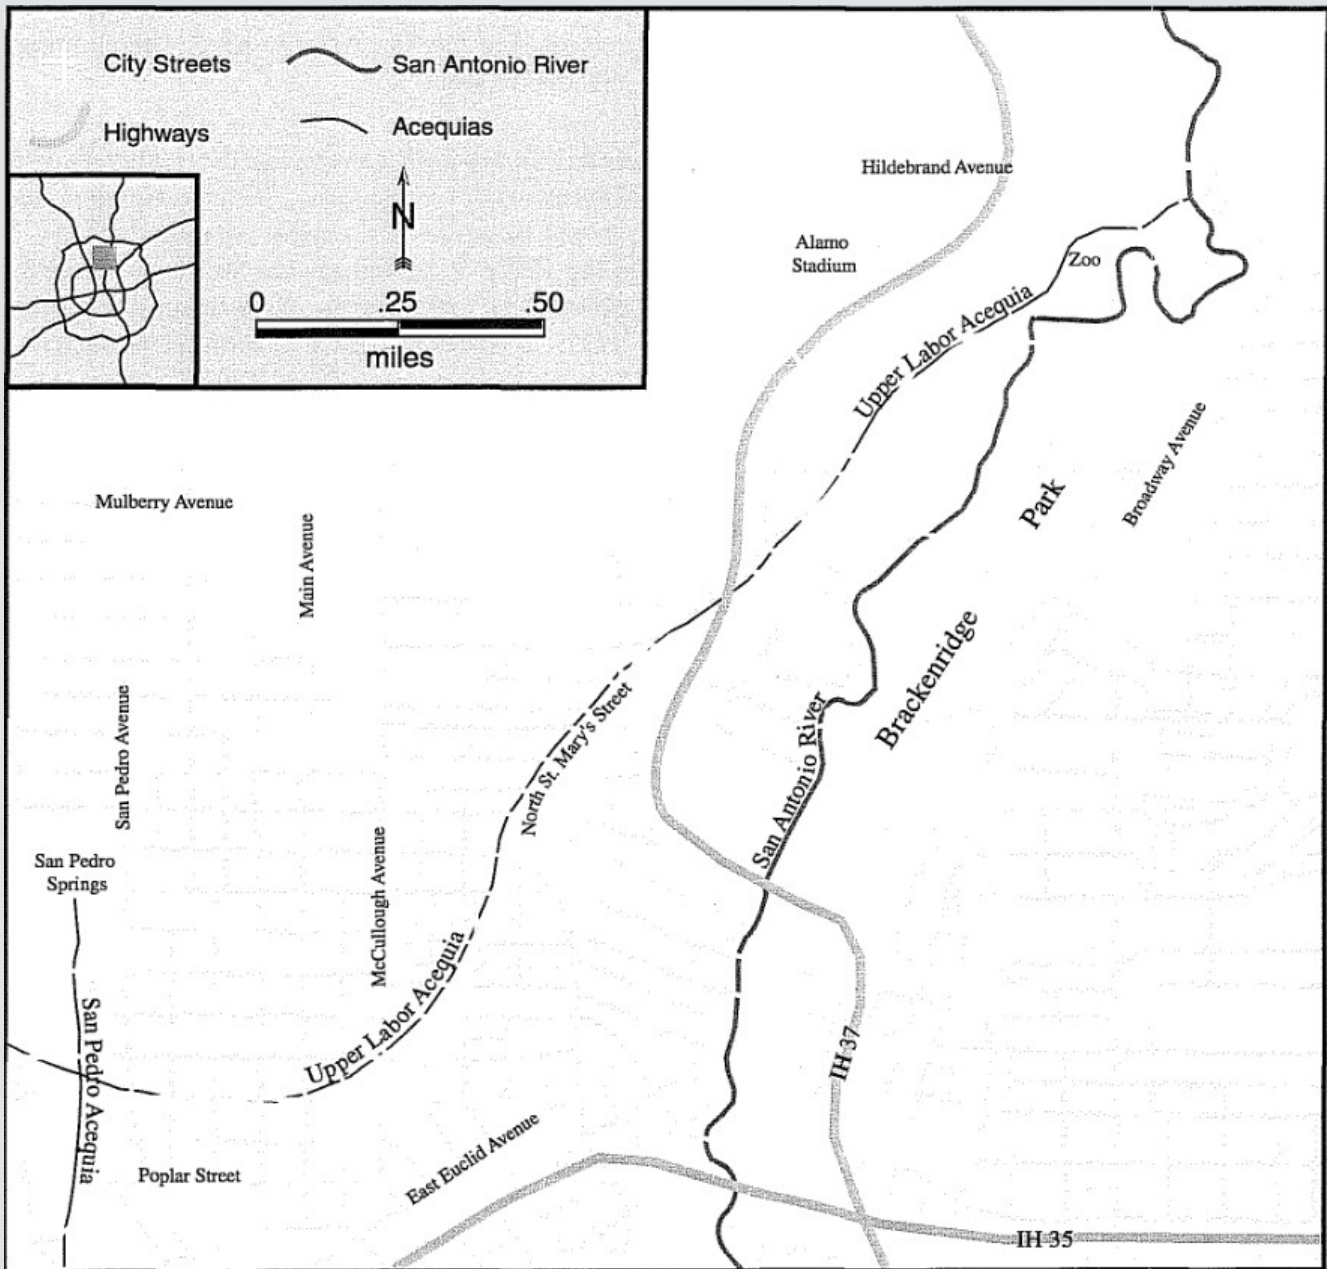 City Streets
San Antonio River
Highways
Acequias
N
0 .25 .50
miles
Hildebrand Avenue
Alamo
Stadium
Zoo
Upper Labor Acequia
Mulberry Avenue
Main Avenue
Park
Broadway Avenue
Brackenridge
San Pedro Avenue
North St. Mary's Street
San Antonio River
San Pedro
Springs
McCullough Avenue
Upper Labor Acequia
San Pedro Acequia
IH 37
Poplar Street
East Euclid Avenue
IH 35